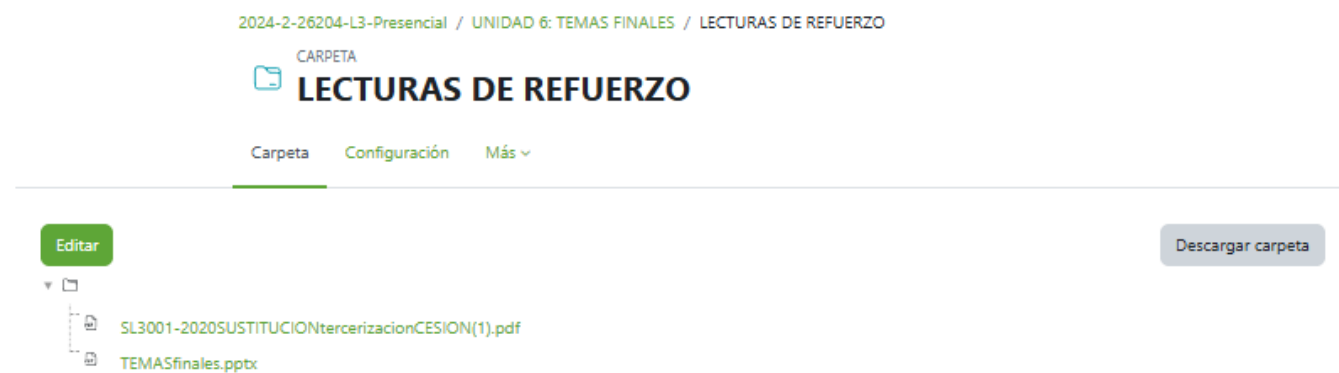 2024-2-26204-L3-Presencial / UNIDAD 6: TEMAS FINALES / LECTURAS DE REFUERZO
CARPETA
LECTURAS DE REFUERZO
Carpeta Configuración Más
Editar Descargar carpeta
SL3001-2020SUSTITUCIONtercerizacionCESION(1).pdf
TEMASfinales.pptx